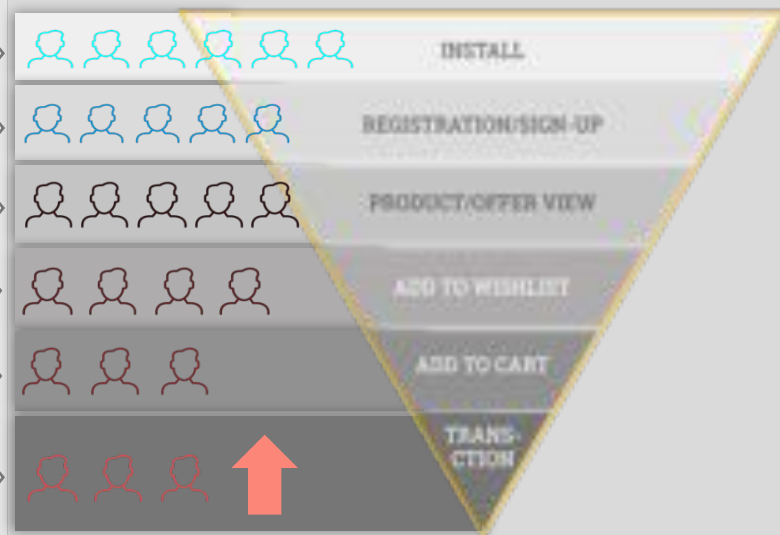 INSTALL
REGISTRATION/SIGN-UP
PRODUCT/OFFER VIEW
ADD TO WISHLIST
ADD TO CART
TRANS-
CTION